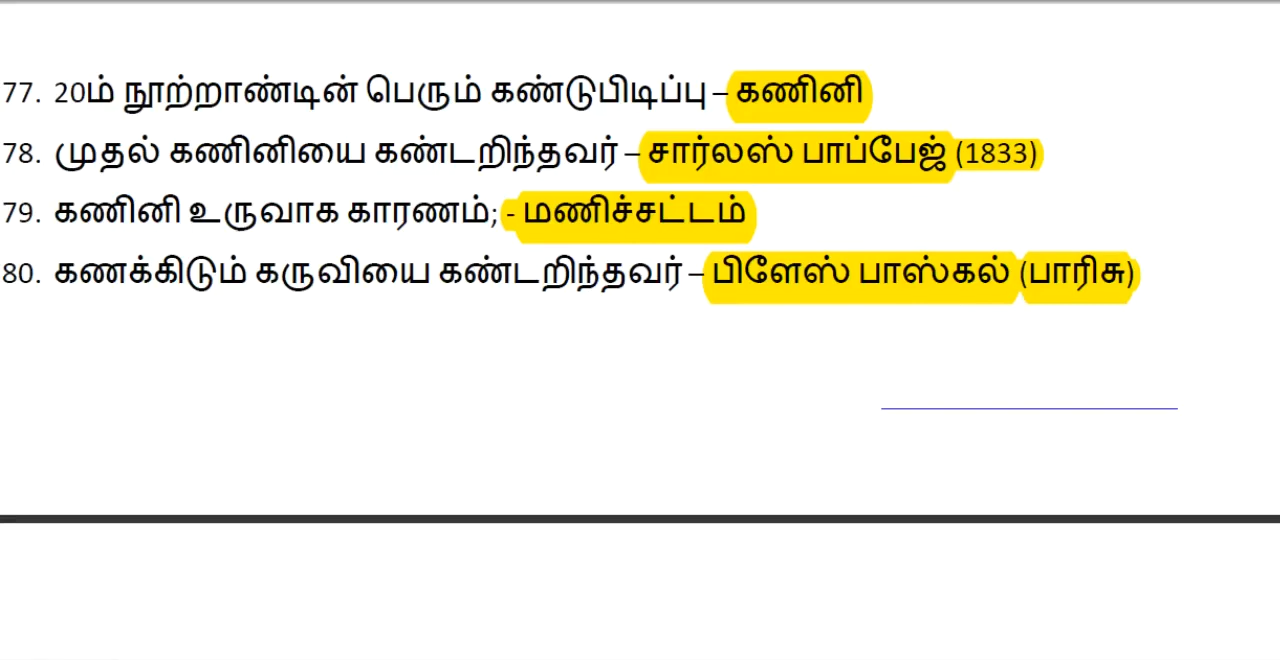 77. 20ம் நூற்றாண்டின் பெரும் கண்டுபிடிப்பு – கணினி
78. முதல் கணினியை கண்டறிந்தவர் – சார்லஸ் பாப்பேஜ் (1833)
79. கணினி உருவாக காரணம்; - மணிச்சட்டம்
80. கணக்கிடும் கருவியை கண்டறிந்தவர் – பிளேஸ் பாஸ்கல் (பாரிசு)